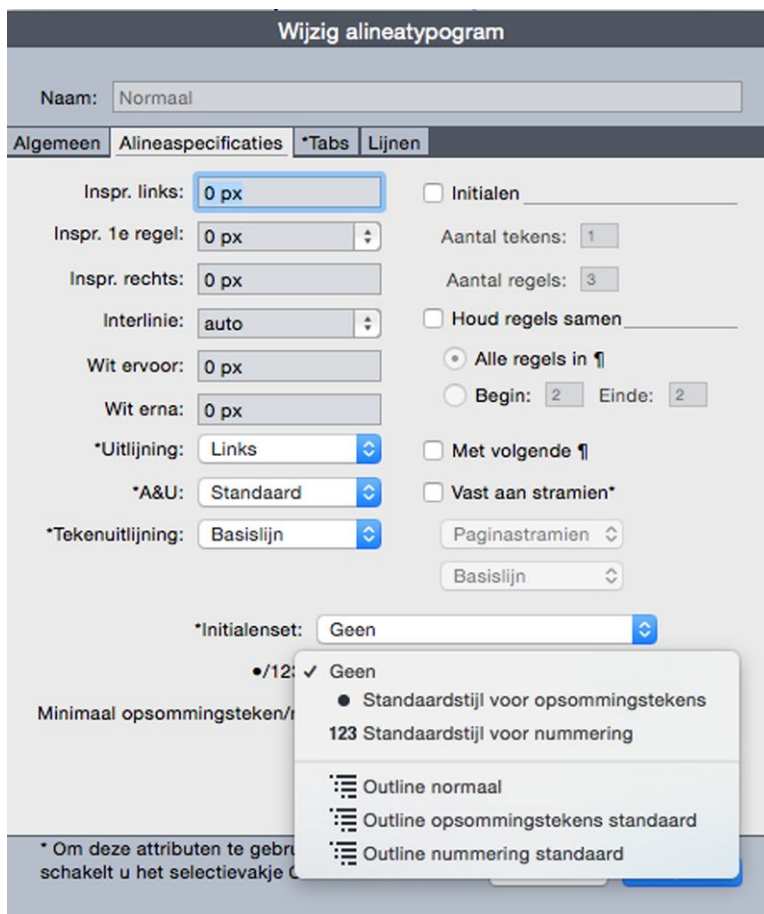 Wijzig alineatypogram
Naam: Normaal
Algemeen Alineaspecificaties *Tabs Lijnen
Inspr. links: 0 px
Inspr. 1e regel: 0 px
Inspr. rechts: 0 px
Interlinie: auto
Wit ervoor: 0 px
Wit erna: 0 px
*Uitlijning: Links
*A&U: Standaard
*Tekenuitlijning: Basislijn
Initialen
Aantal tekens: 1
Aantal regels: 3
Houd regels samen
Alle regels in ¶
Begin: 2 Einde: 2
Met volgende ¶
Vast aan stramien*
Paginastramien
Basislijn
*Initialenset: Geen
●/123
✓ Geen
● Standaardstijl voor opsommingstekens
123 Standaardstijl voor nummering
Outline normaal
Outline opsommingstekens standaard
Outline nummering standaard
Minimaal opsommingsteken/
* Om deze attributen te
schakelt u het selectievakje